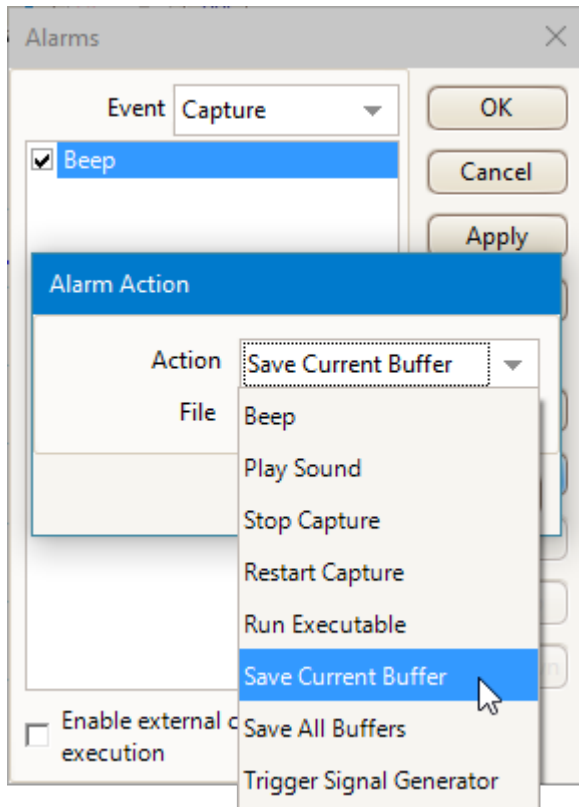 Alarms
Event Capture
OK
Beep
Cancel
Apply
Alarm Action
Action Save Current Buffer
File
Beep
Play Sound
Stop Capture
Restart Capture
Run Executable
Save Current Buffer
Save All Buffers
Trigger Signal Generator
Enable external
execution